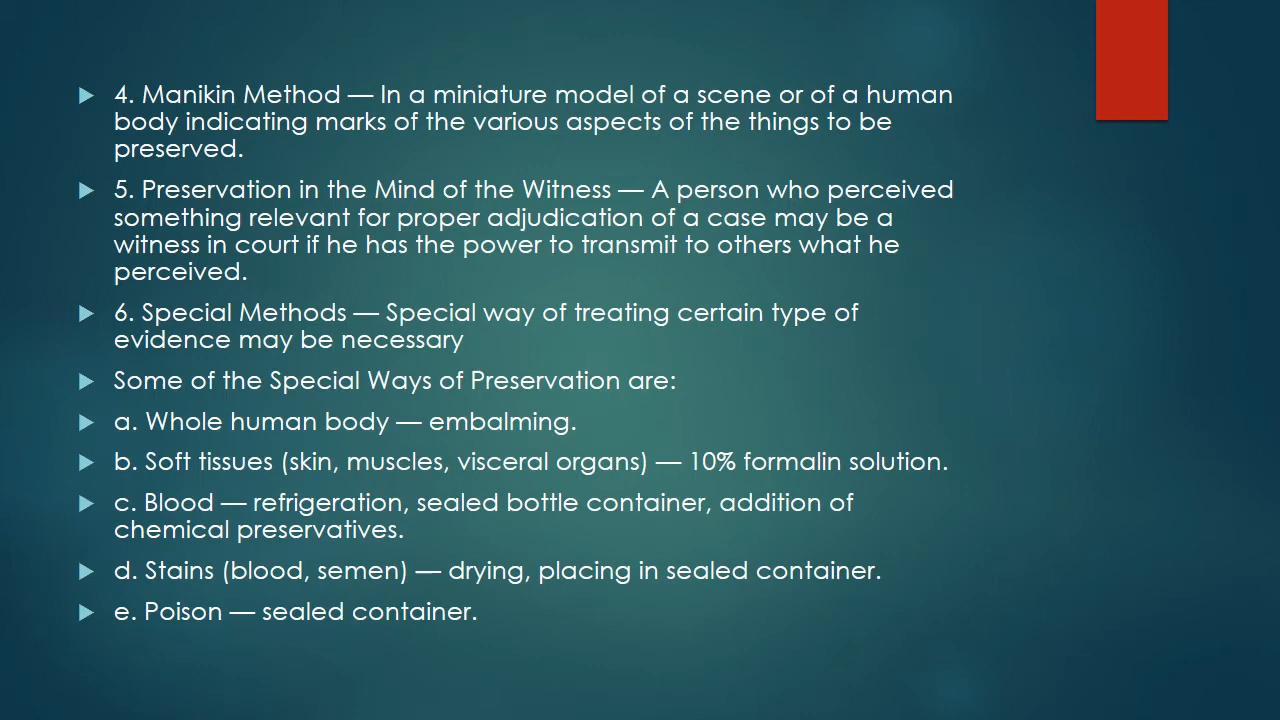 4. Manikin Method — In a miniature model of a scene or of a human
body indicating marks of the various aspects of the things to be
preserved.
5. Preservation in the Mind of the Witness — A person who perceived
something relevant for proper adjudication of a case may be a
witness in court if he has the power to transmit to others what he
perceived.
6. Special Methods — Special way of treating certain type of
evidence may be necessary
Some of the Special Ways of Preservation are:
a. Whole human body — embalming.
b. Soft tissues (skin, muscles, visceral organs) — 10% formalin solution.
c. Blood — refrigeration, sealed bottle container, addition of
chemical preservatives.
d. Stains (blood, semen) — drying, placing in sealed container.
e. Poison — sealed container.